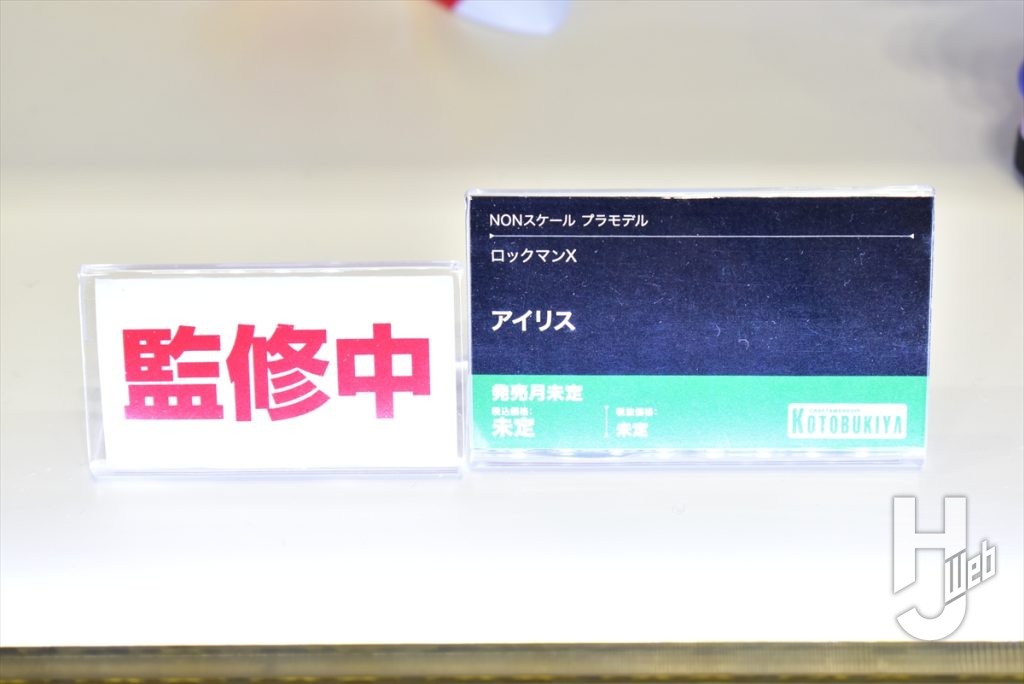 監修中
NONスケール プラモデル
ロックマンX
アイリス
発売月未定
税込価格:
未定
税抜価格:
未定
KOTOBUKIYA
HJ Web